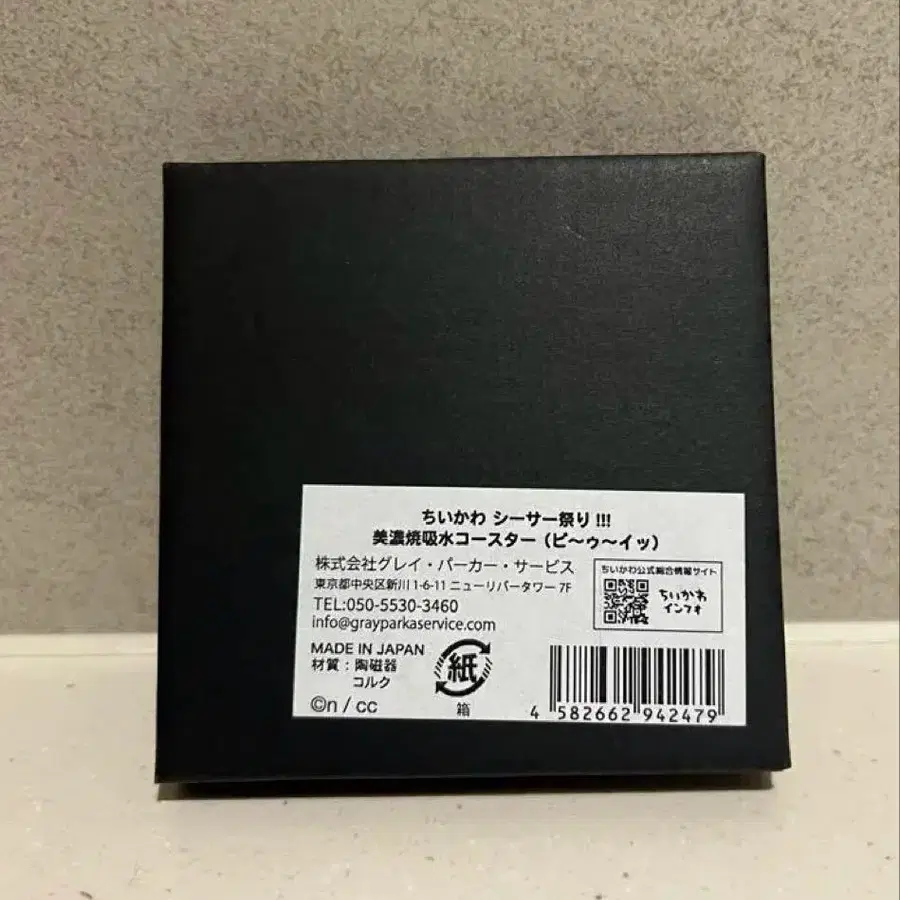 ちいかわ シーサー祭り!!!
美濃焼吸水コースター（ビ〜ゥ〜イッ）
株式会社グレイ・パーカー・サービス
東京都中央区新川1-6-11 ニューリバータワー 7F
TEL:050-5530-3460
info@grayparkaservice.com
ちいかわ公式総合情報サイト
ちいかわ
インフォ
MADE IN JAPAN
材質：陶磁器
コルク
©n / cc
紙
箱
4 582662 942479